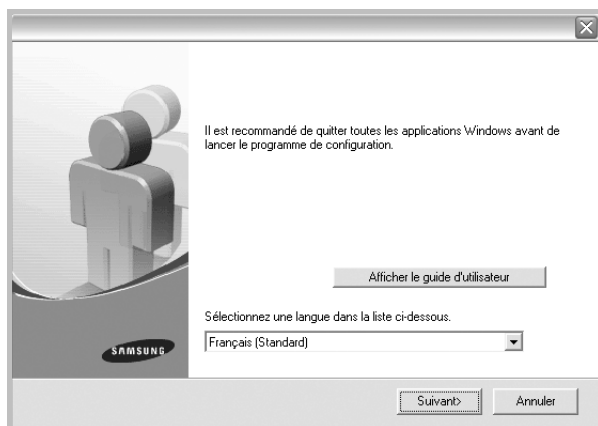 Il est recommandé de quitter toutes les applications Windows avant de
lancer le programme de configuration.
Afficher le guide d'utilisateur
Sélectionnez une langue dans la liste ci-dessous.
Français (Standard)
SAMSUNG
Suivant>
Annuler